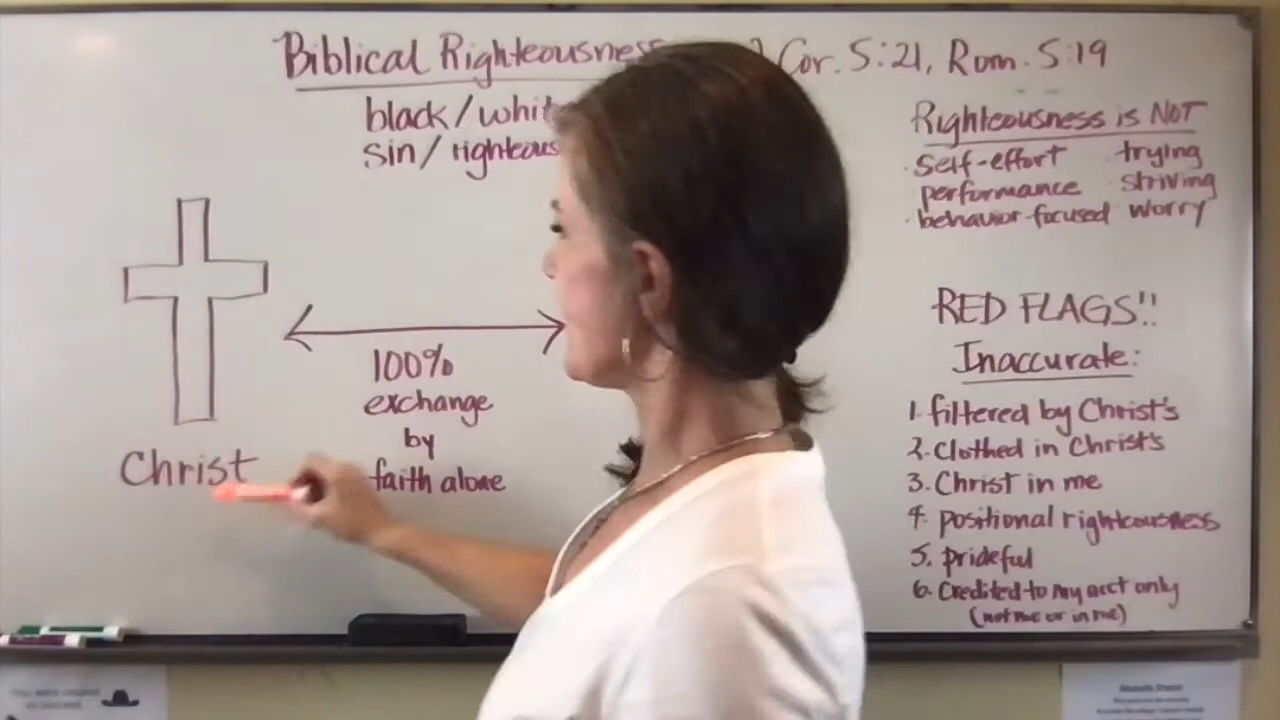 Biblical Righteousness Cor. 5:21, Rom. 5:19
black/white
sin/righteous
Righteousness is NOT
· self-effort trying
performance striving
· behavior-focused worry
100%
exchange
by
faith alone
Christ
RED FLAGS!!
Inaccurate:
1. filtered by Christ's
2. Clothed in Christ's
3. Christ in me
4. positional righteousness
5. prideful
6. Credited to my acct only
(not me or in me)